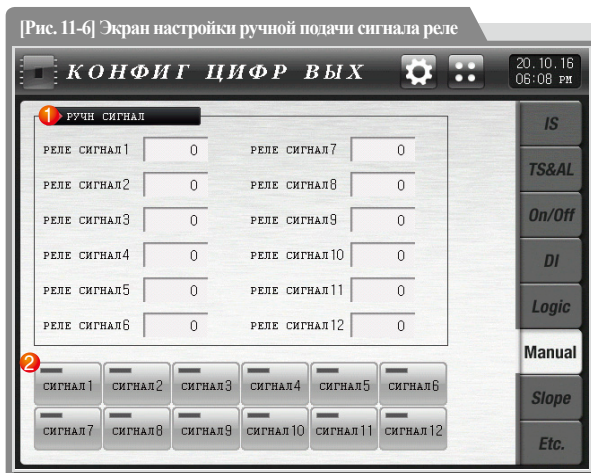 [Рис. 11-6] Экран настройки ручной подачи сигнала реле
КОНФИГ ЦИФР ВЫХ
20.10.16
06:08 PM
1 РУЧН СИГНАЛ
РЕЛЕ СИГНАЛ1 0 РЕЛЕ СИГНАЛ7 0
РЕЛЕ СИГНАЛ2 0 РЕЛЕ СИГНАЛ8 0
РЕЛЕ СИГНАЛ3 0 РЕЛЕ СИГНАЛ9 0
РЕЛЕ СИГНАЛ4 0 РЕЛЕ СИГНАЛ10 0
РЕЛЕ СИГНАЛ5 0 РЕЛЕ СИГНАЛ11 0
РЕЛЕ СИГНАЛ6 0 РЕЛЕ СИГНАЛ12 0
2
СИГНАЛ1 СИГНАЛ2 СИГНАЛ3 СИГНАЛ4 СИГНАЛ5 СИГНАЛ6
СИГНАЛ7 СИГНАЛ8 СИГНАЛ9 СИГНАЛ10 СИГНАЛ11 СИГНАЛ12
IS
TS&AL
On/Off
DI
Logic
Manual
Slope
Etc.